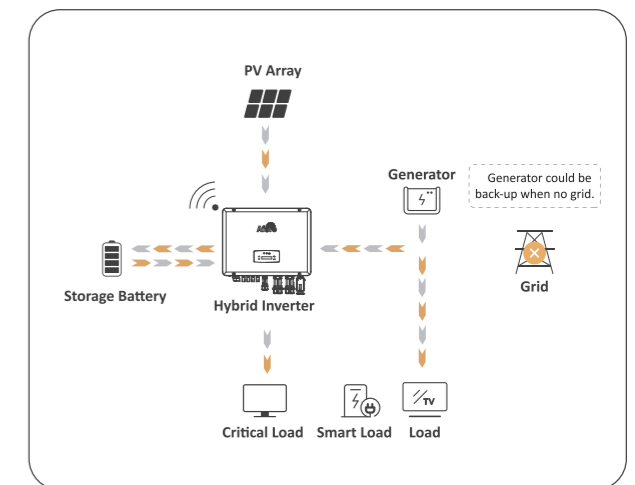 PV Array
Generator
Generator could be
back-up when no grid.
Storage Battery
Hybrid Inverter
Grid
TV
Critical Load
Smart Load
Load